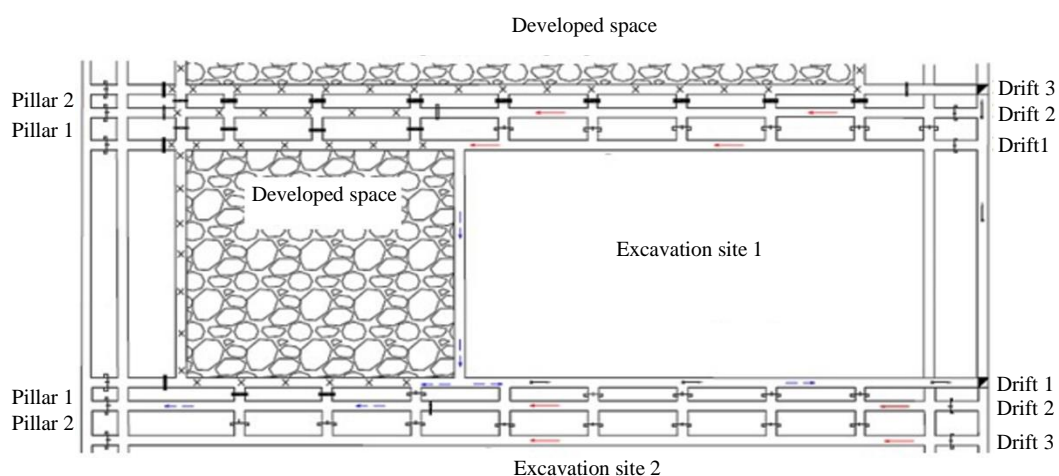 Developed space
Pillar 2
Drift 3
Drift 2
Pillar 1
Drift1
Developed space
Excavation site 1
Pillar 1
Drift 1
Drift 2
Pillar 2
Drift 3
Excavation site 2